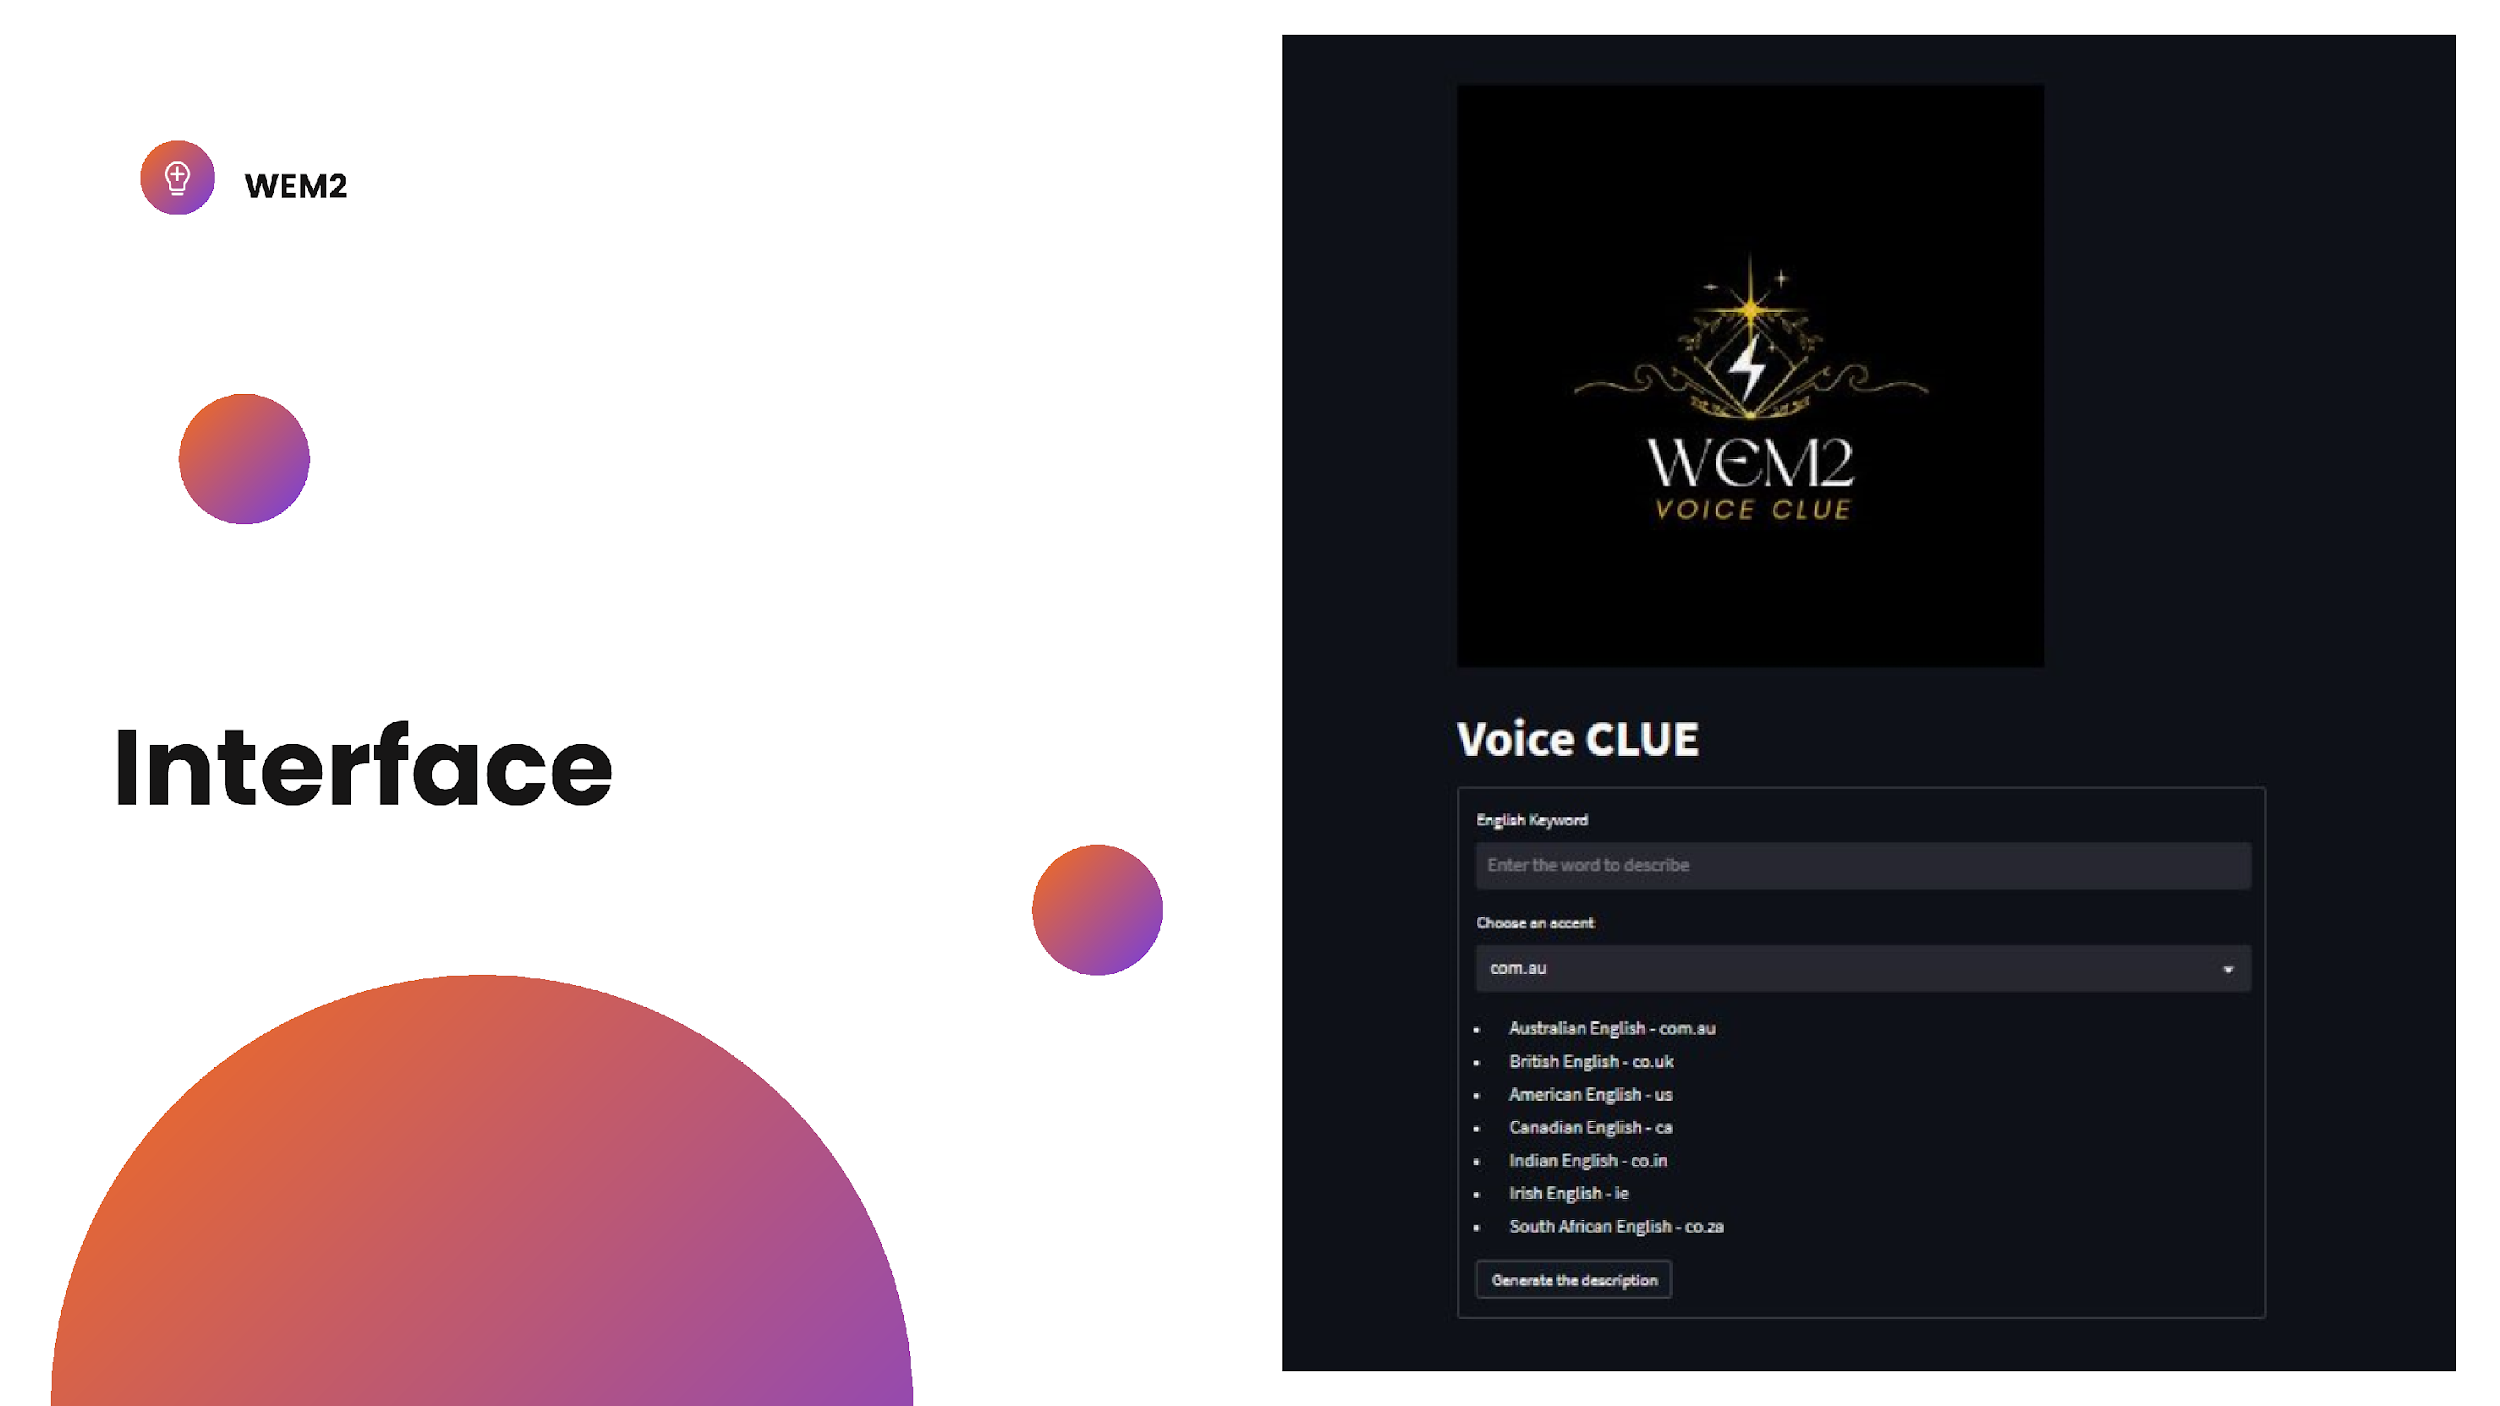 WEM2
Interface
WEM2
VOICE CLUE
Voice CLUE
English Keyword
Enter the word to describe
Choose an accent
com.au
• Australian English - com.au
• British English - co.uk
• American English - us
• Canadian English - ca
• Indian English - co.in
• Irish English - ie
• South African English - co.za
Generate the description